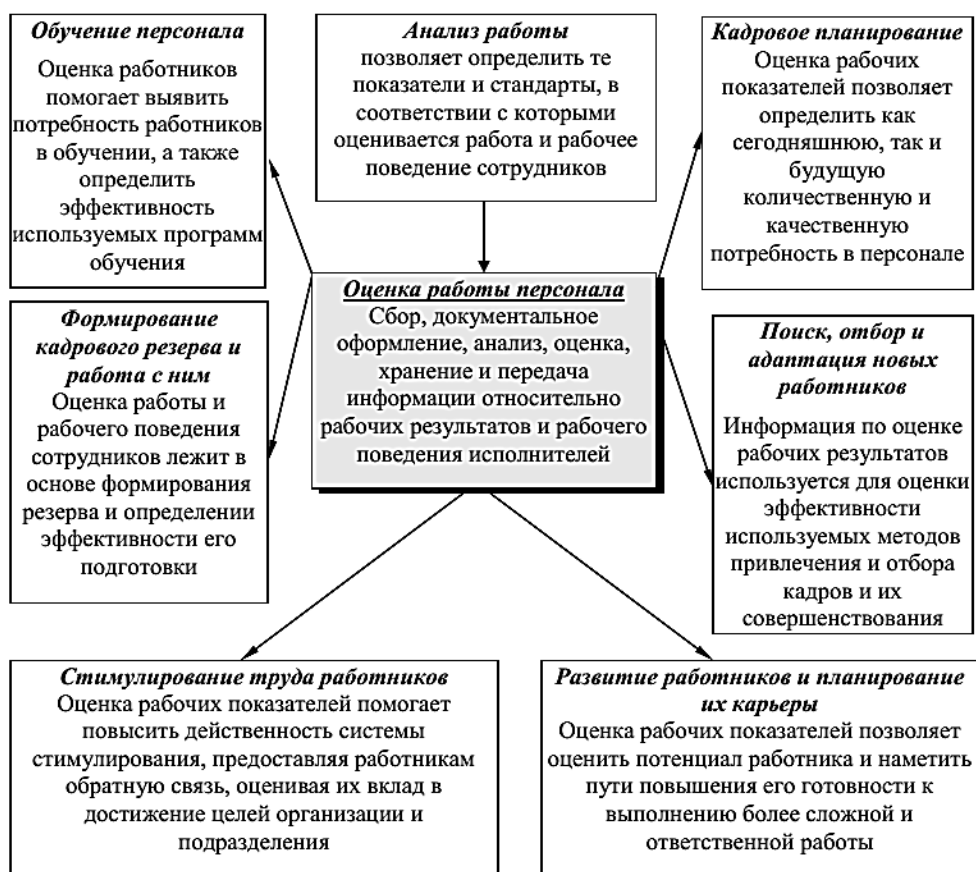 Обучение персонала
Оценка работников
помогает выявить
потребность работников
в обучении, а также
определить
эффективность
используемых программ
обучения
Анализ работы
позволяет определить те
показатели и стандарты, в
соответствии с которыми
оценивается работа и рабочее
поведение сотрудников
Кадровое планирование
Оценка рабочих
показателей позволяет
определить как
сегодняшнюю, так и
будущую
количественную и
качественную
потребность в персонале
Оценка работы персонала
Сбор, документальное
оформление, анализ, оценка,
хранение и передача
информации относительно
рабочих результатов и рабочего
поведения исполнителей
Формирование
кадрового резерва и
работа с ним
Оценка работы и
рабочего поведения
сотрудников лежит в
основе формирования
резерва и определении
эффективности его
подготовки
Поиск, отбор и
адаптация новых
работников
Информация по оценке
рабочих результатов
используется для оценки
эффективности
используемых методов
привлечения и отбора
кадров и их
совершенствования
Стимулирование труда работников
Оценка рабочих показателей помогает
повысить действенность системы
стимулирования, предоставляя работникам
обратную связь, оценивая их вклад в
достижение целей организации и
подразделения
Развитие работников и планирование
их карьеры
Оценка рабочих показателей позволяет
оценить потенциал работника и наметить
пути повышения его готовности к
выполнению более сложной и
ответственной работы